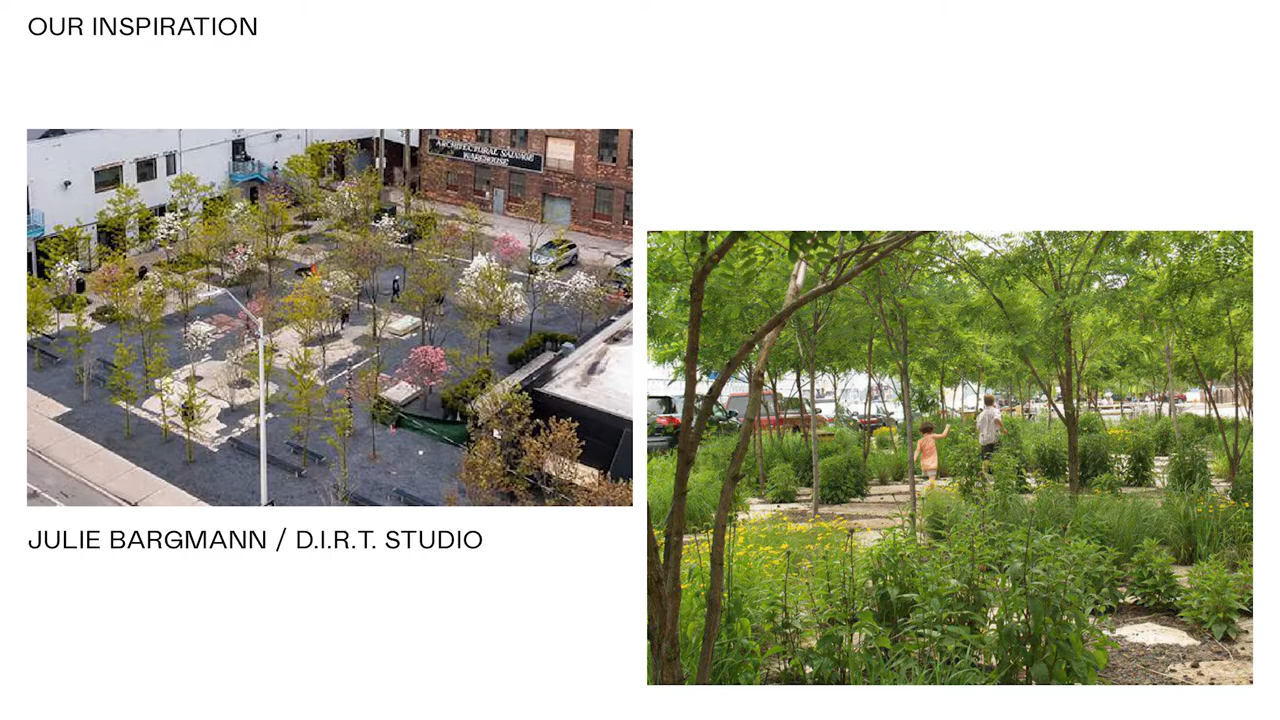 OUR INSPIRATION
ARCHITECTURAL SALVAGE
WAREHOUSE
JULIE BARGMANN / D.I.R.T. STUDIO